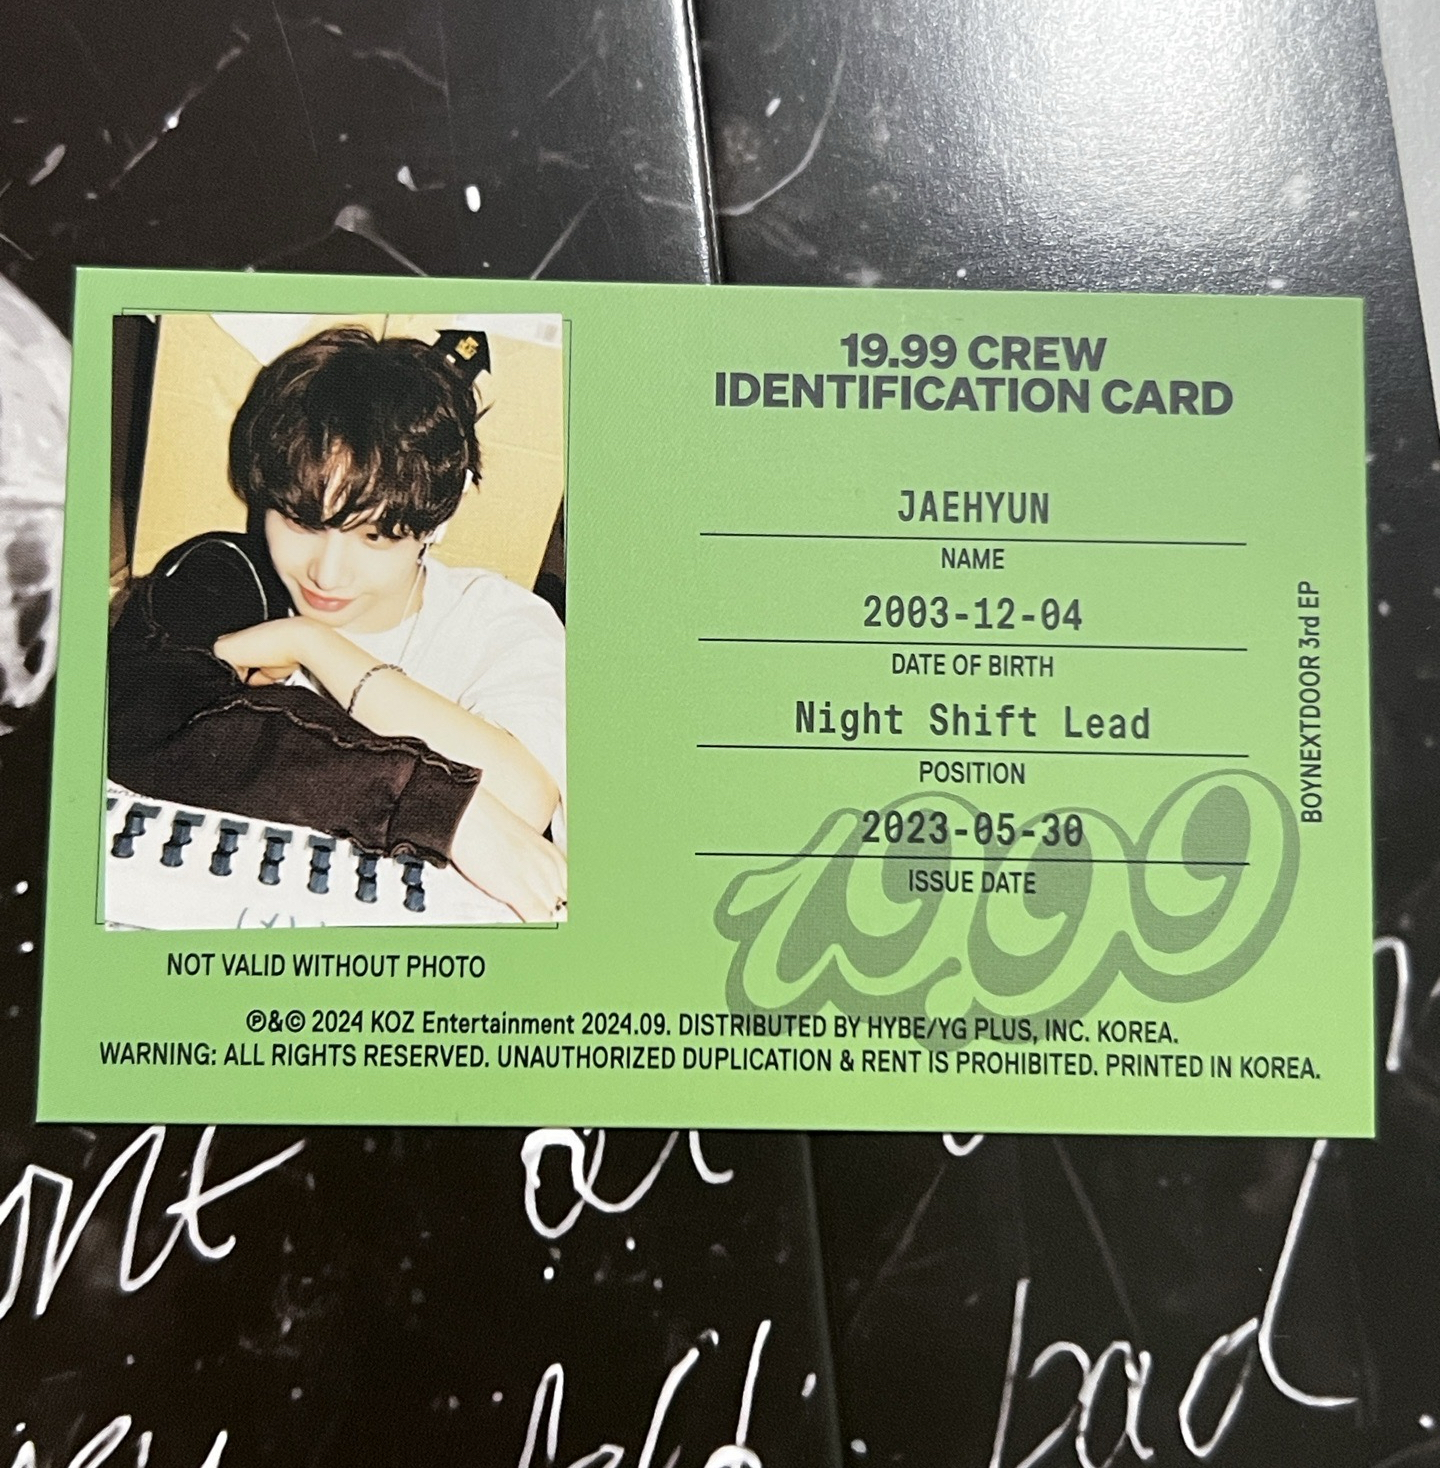 19.99 CREW
IDENTIFICATION CARD
JAEHYUN
NAME
2003-12-04
DATE OF BIRTH
Night Shift Lead
POSITION
2023-05-30
ISSUE DATE
19.99
BOYNEXTDOOR 3rd EP
NOT VALID WITHOUT PHOTO
℗&© 2024 KOZ Entertainment 2024.09. DISTRIBUTED BY HYBE/YG PLUS, INC. KOREA.
WARNING: ALL RIGHTS RESERVED. UNAUTHORIZED DUPLICATION & RENT IS PROHIBITED. PRINTED IN KOREA.
bad